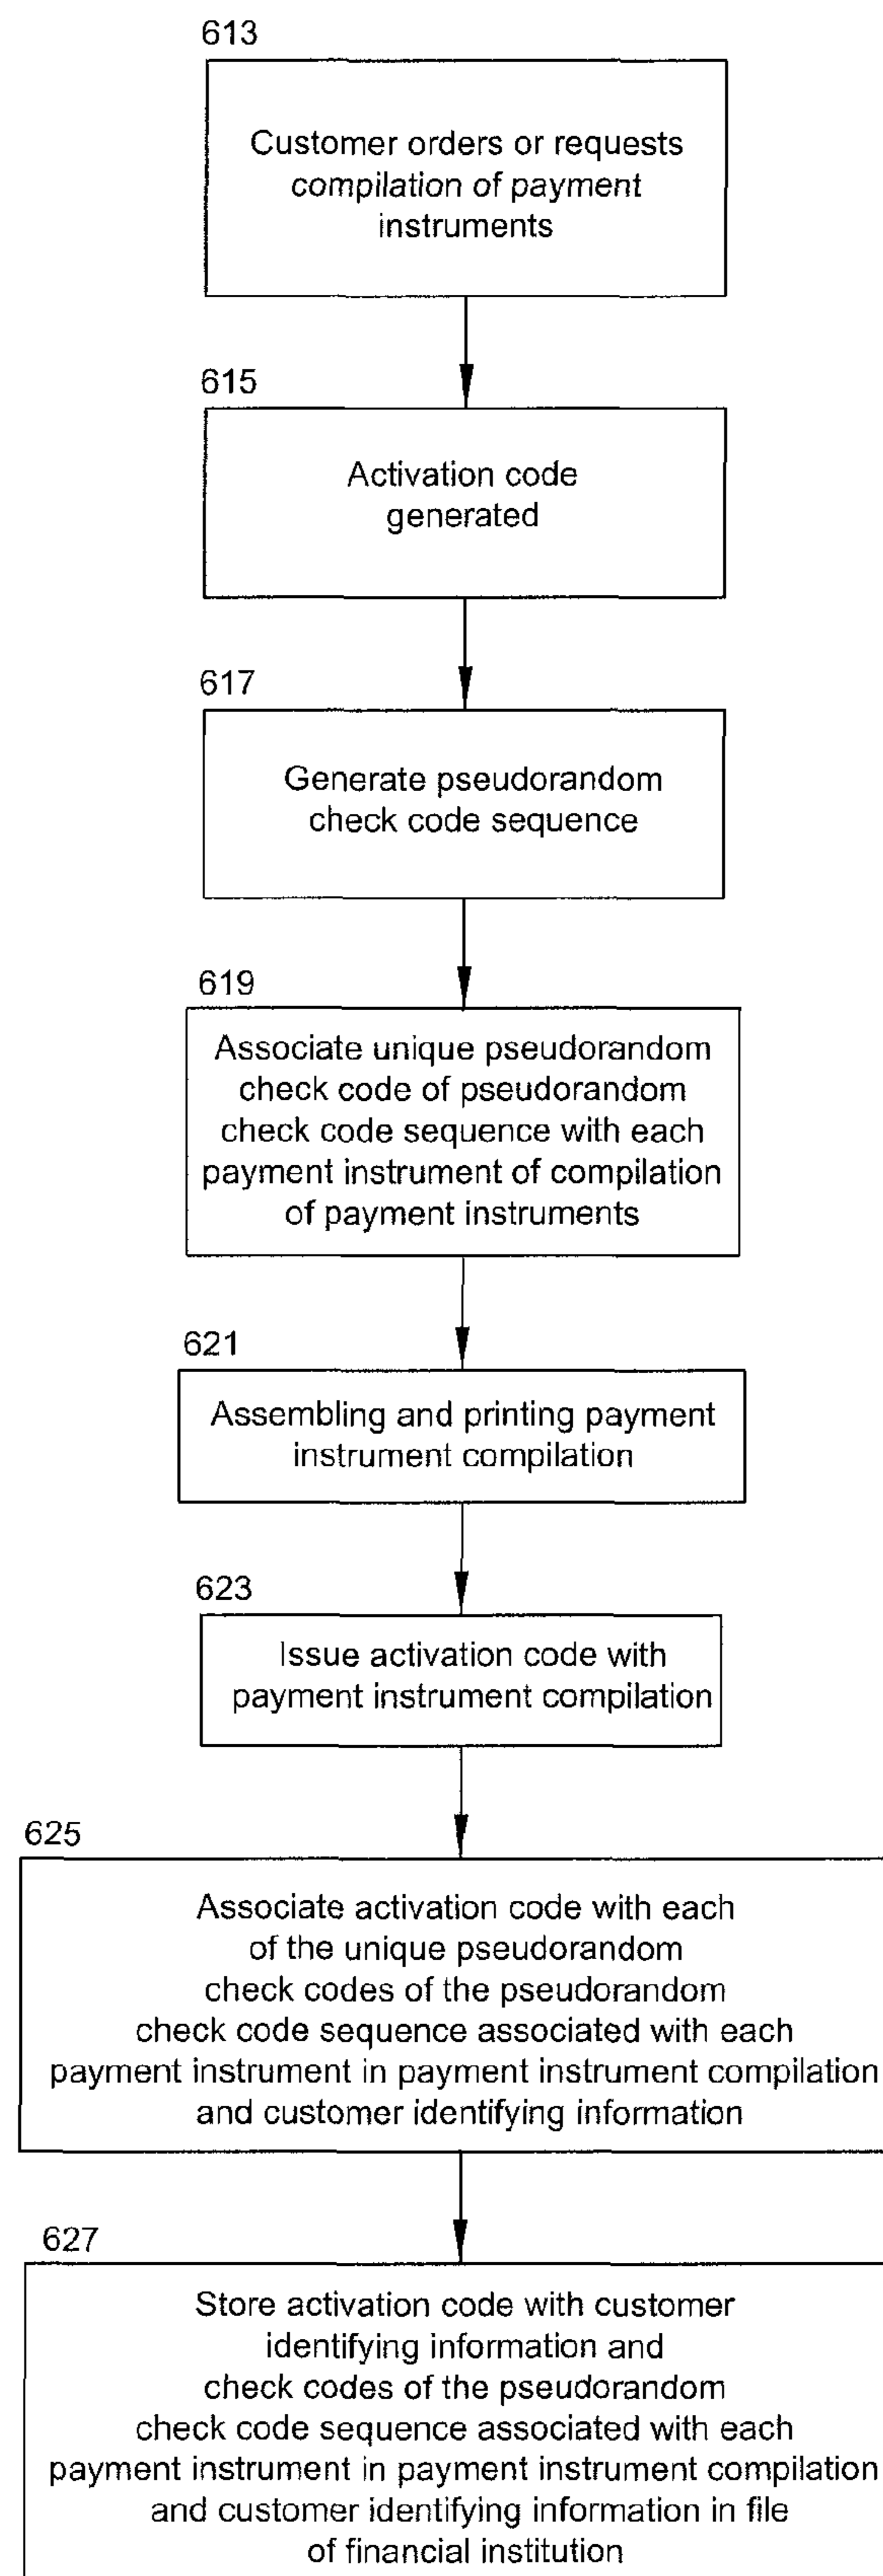 613
Customer orders or requests
compilation of payment
instruments
615
Activation code
generated
617
Generate pseudorandom
check code sequence
619
Associate unique pseudorandom
check code of pseudorandom
check code sequence with each
payment instrument of compilation
of payment instruments
621
Assembling and printing payment
instrument compilation
623
Issue activation code with
payment instrument compilation
625
Associate activation code with each
of the unique pseudorandom
check codes of the pseudorandom
check code sequence associated with each
payment instrument in payment instrument compilation
and customer identifying information
627
Store activation code with customer
identifying information and
check codes of the pseudorandom
check code sequence associated with each
payment instrument in payment instrument compilation
and customer identifying information in file
of financial institution